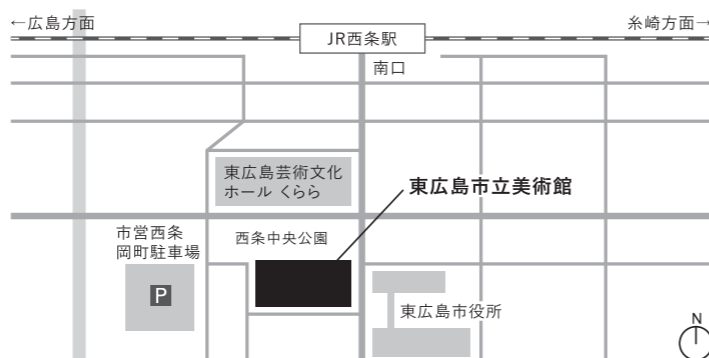 ←広島方面
糸崎方面→
JR西条駅
南口
東広島芸術文化
ホール くらら
東広島市立美術館
市営西条
岡町駐車場
西条中央公園
P
東広島市役所
N